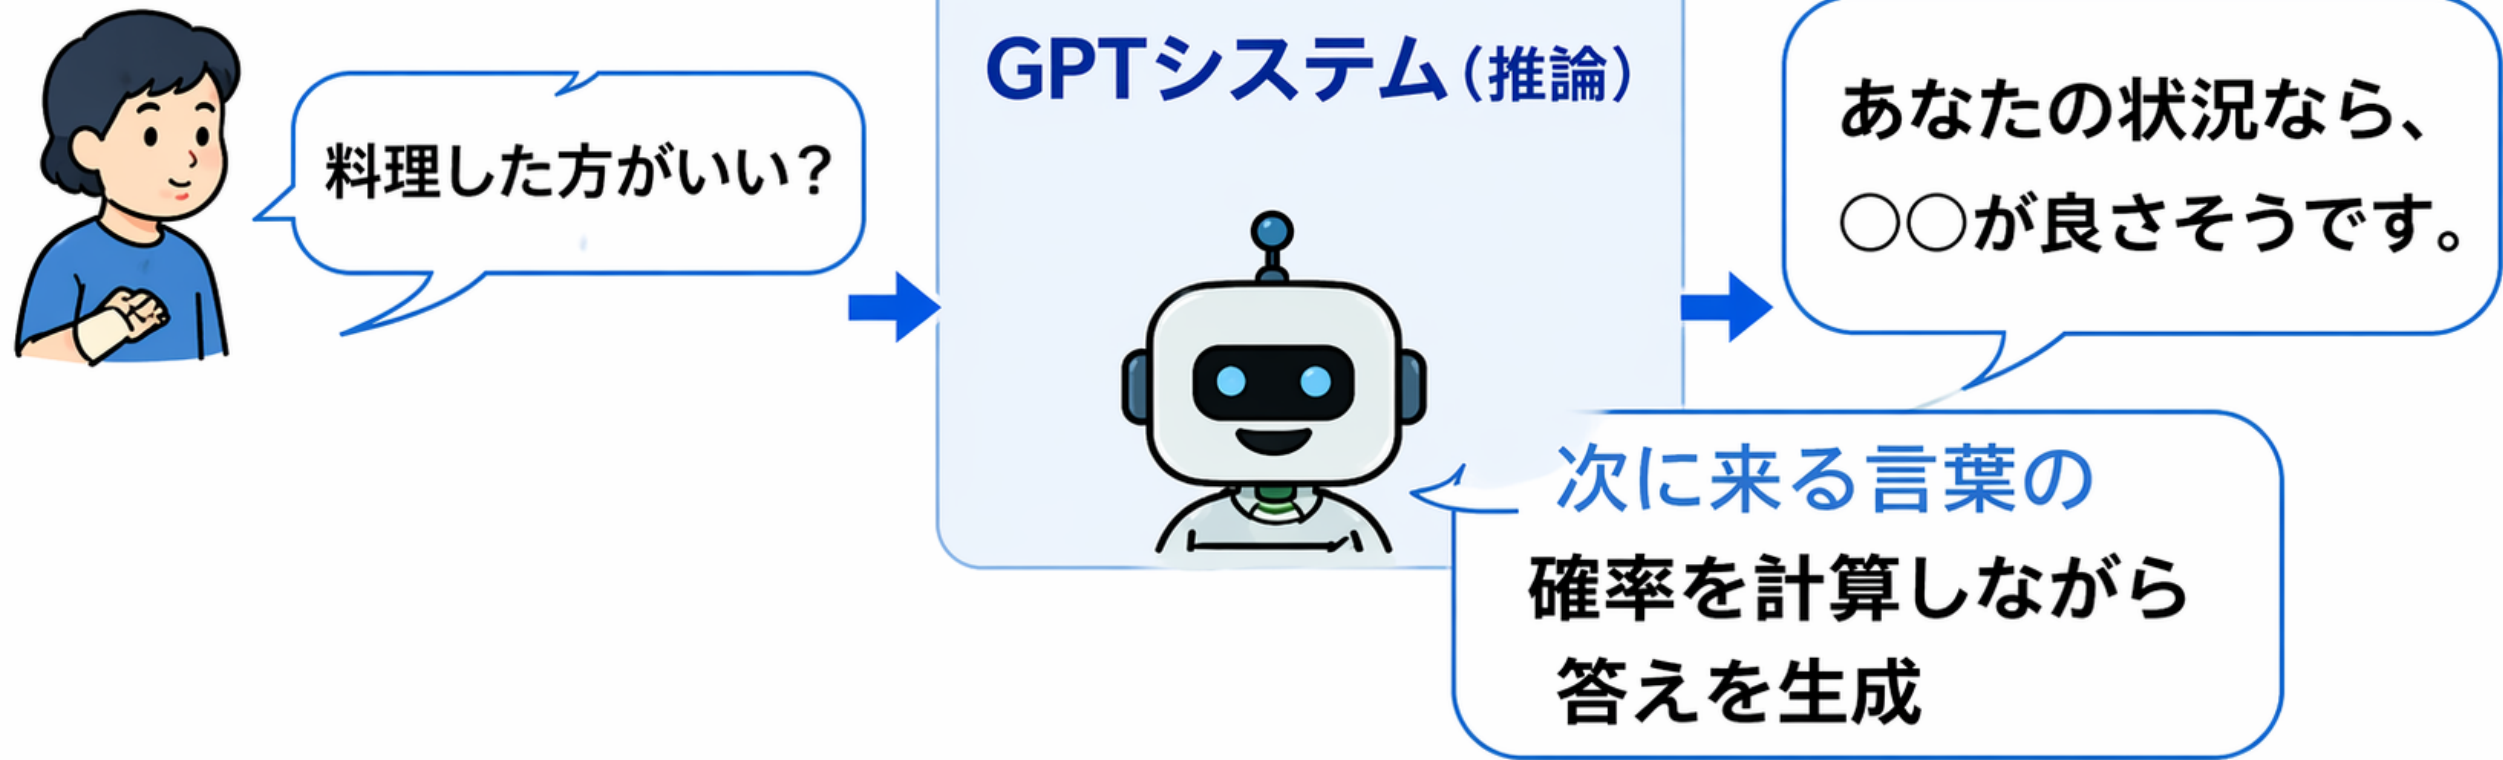 料理した方がいい？
GPTシステム（推論）
あなたの状況なら、
○○が良さそうです。
次に来る言葉の
確率を計算しながら
答えを生成